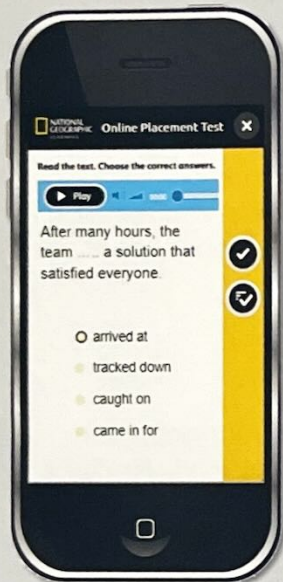 NATIONAL
GEOGRAPHIC
Online Placement Test
Read the text. Choose the correct answers.
Play
After many hours, the
team ..... a solution that
satisfied everyone.
arrived at
tracked down
caught on
came in for